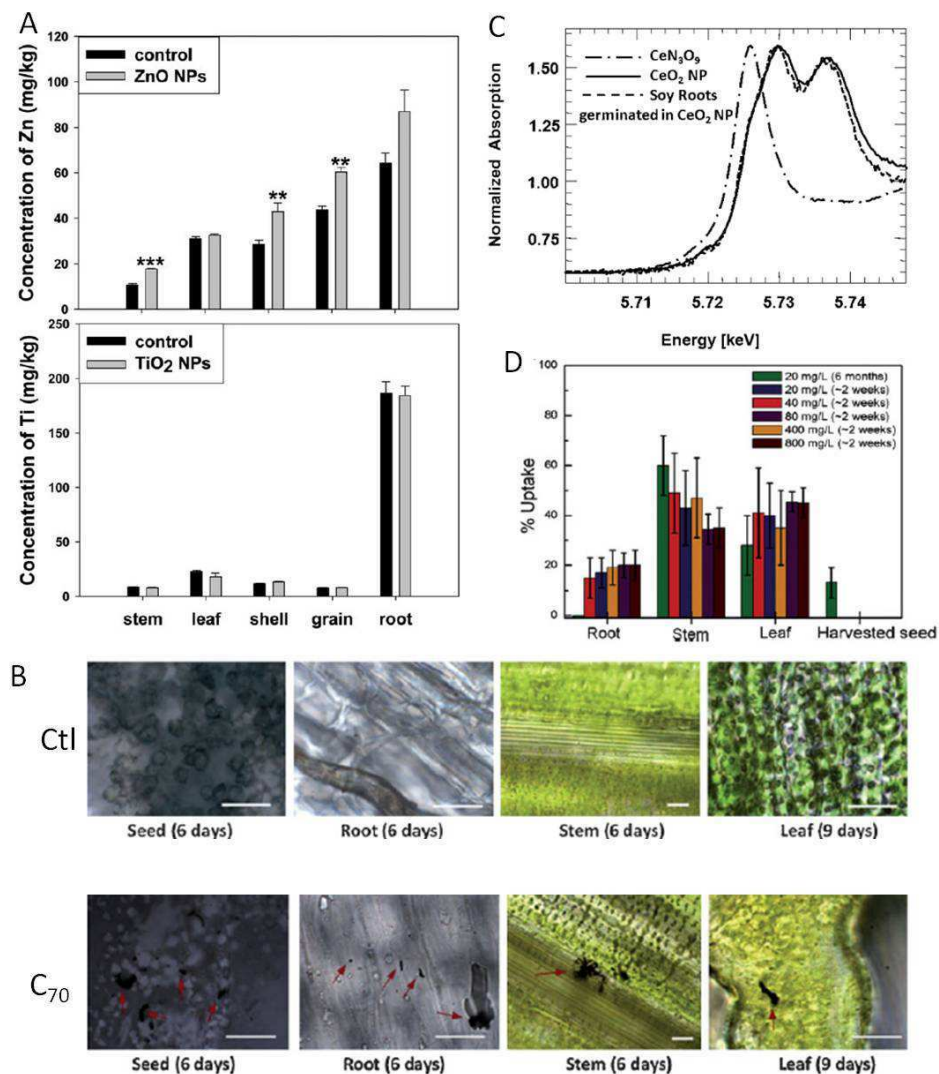 A
Concentration of Zn (mg/kg)
120
100
80
60
40
20
0
control
ZnO NPs
***
**
**
Concentration of Ti (mg/kg)
250
200
150
100
50
0
control
TiO2 NPs
stem leaf shell grain root
C
Normalized Absorption
1.50
1.25
1.00
0.75
CeN3O9
CeO2 NP
Soy Roots
germinated in CeO2 NP
5.71 5.72 5.73 5.74
Energy [keV]
D
% Uptake
100
80
60
40
20
0
20 mg/L (6 months)
20 mg/L (~2 weeks)
40 mg/L (~2 weeks)
80 mg/L (~2 weeks)
400 mg/L (~2 weeks)
800 mg/L (~2 weeks)
Root Stem Leaf Harvested seed
B
Ctl
Seed (6 days) Root (6 days) Stem (6 days) Leaf (9 days)
C70
Seed (6 days) Root (6 days) Stem (6 days) Leaf (9 days)